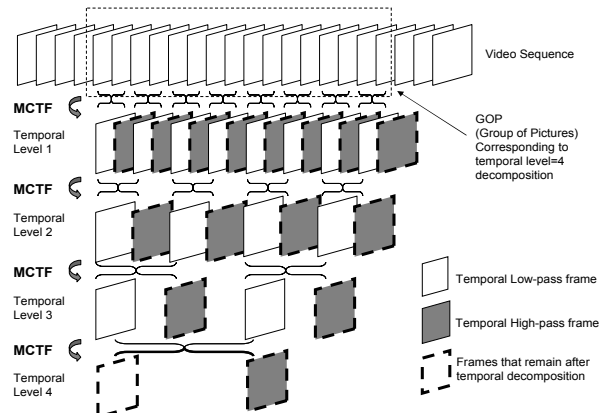 Video Sequence
MCTF
Temporal
Level 1
GOP
(Group of Pictures)
Corresponding to
temporal level=4
decomposition
MCTF
Temporal
Level 2
MCTF
Temporal
Level 3
MCTF
Temporal
Level 4
Temporal Low-pass frame
Temporal High-pass frame
Frames that remain after
temporal decomposition